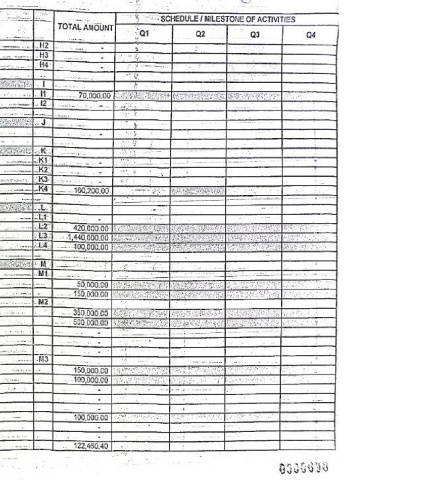 TOTAL AMOUNT SCHEDULE / MILESTONE OF ACTIVITIES
Q1 Q2 Q3 Q4
H2 -
H3 -
H4 -
-
I
I1 70,000.00
I2 -
J
-
K -
K1 -
K2 -
K3 -
K4 160,200.00
L
L1 -
L2 420,000.00
L3 1,440,000.00
L4 100,000.00
M
M1
50,000.00
150,000.00
M2
350,000.00
500,000.00
-
-
-
M3
150,000.00
100,000.00
-
-
-
100,000.00
-
-
122,460.40